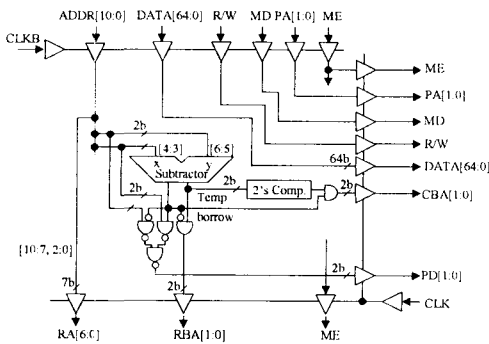 ADDR[10:0] DATA[64:0] R/W MD PA[1:0] ME
CLKB
ME
PA[1:0]
MD
R/W
2b
[4:3] [6:5]
x y
Subtractor
64b
DATA[64:0]
2b
2b
2's Comp.
2b
CBA[1:0]
Temp
borrow
[10:7, 2:0]
2b
PD[1:0]
7b
2b
CLK
RA[6:0]
RBA[1:0]
ME